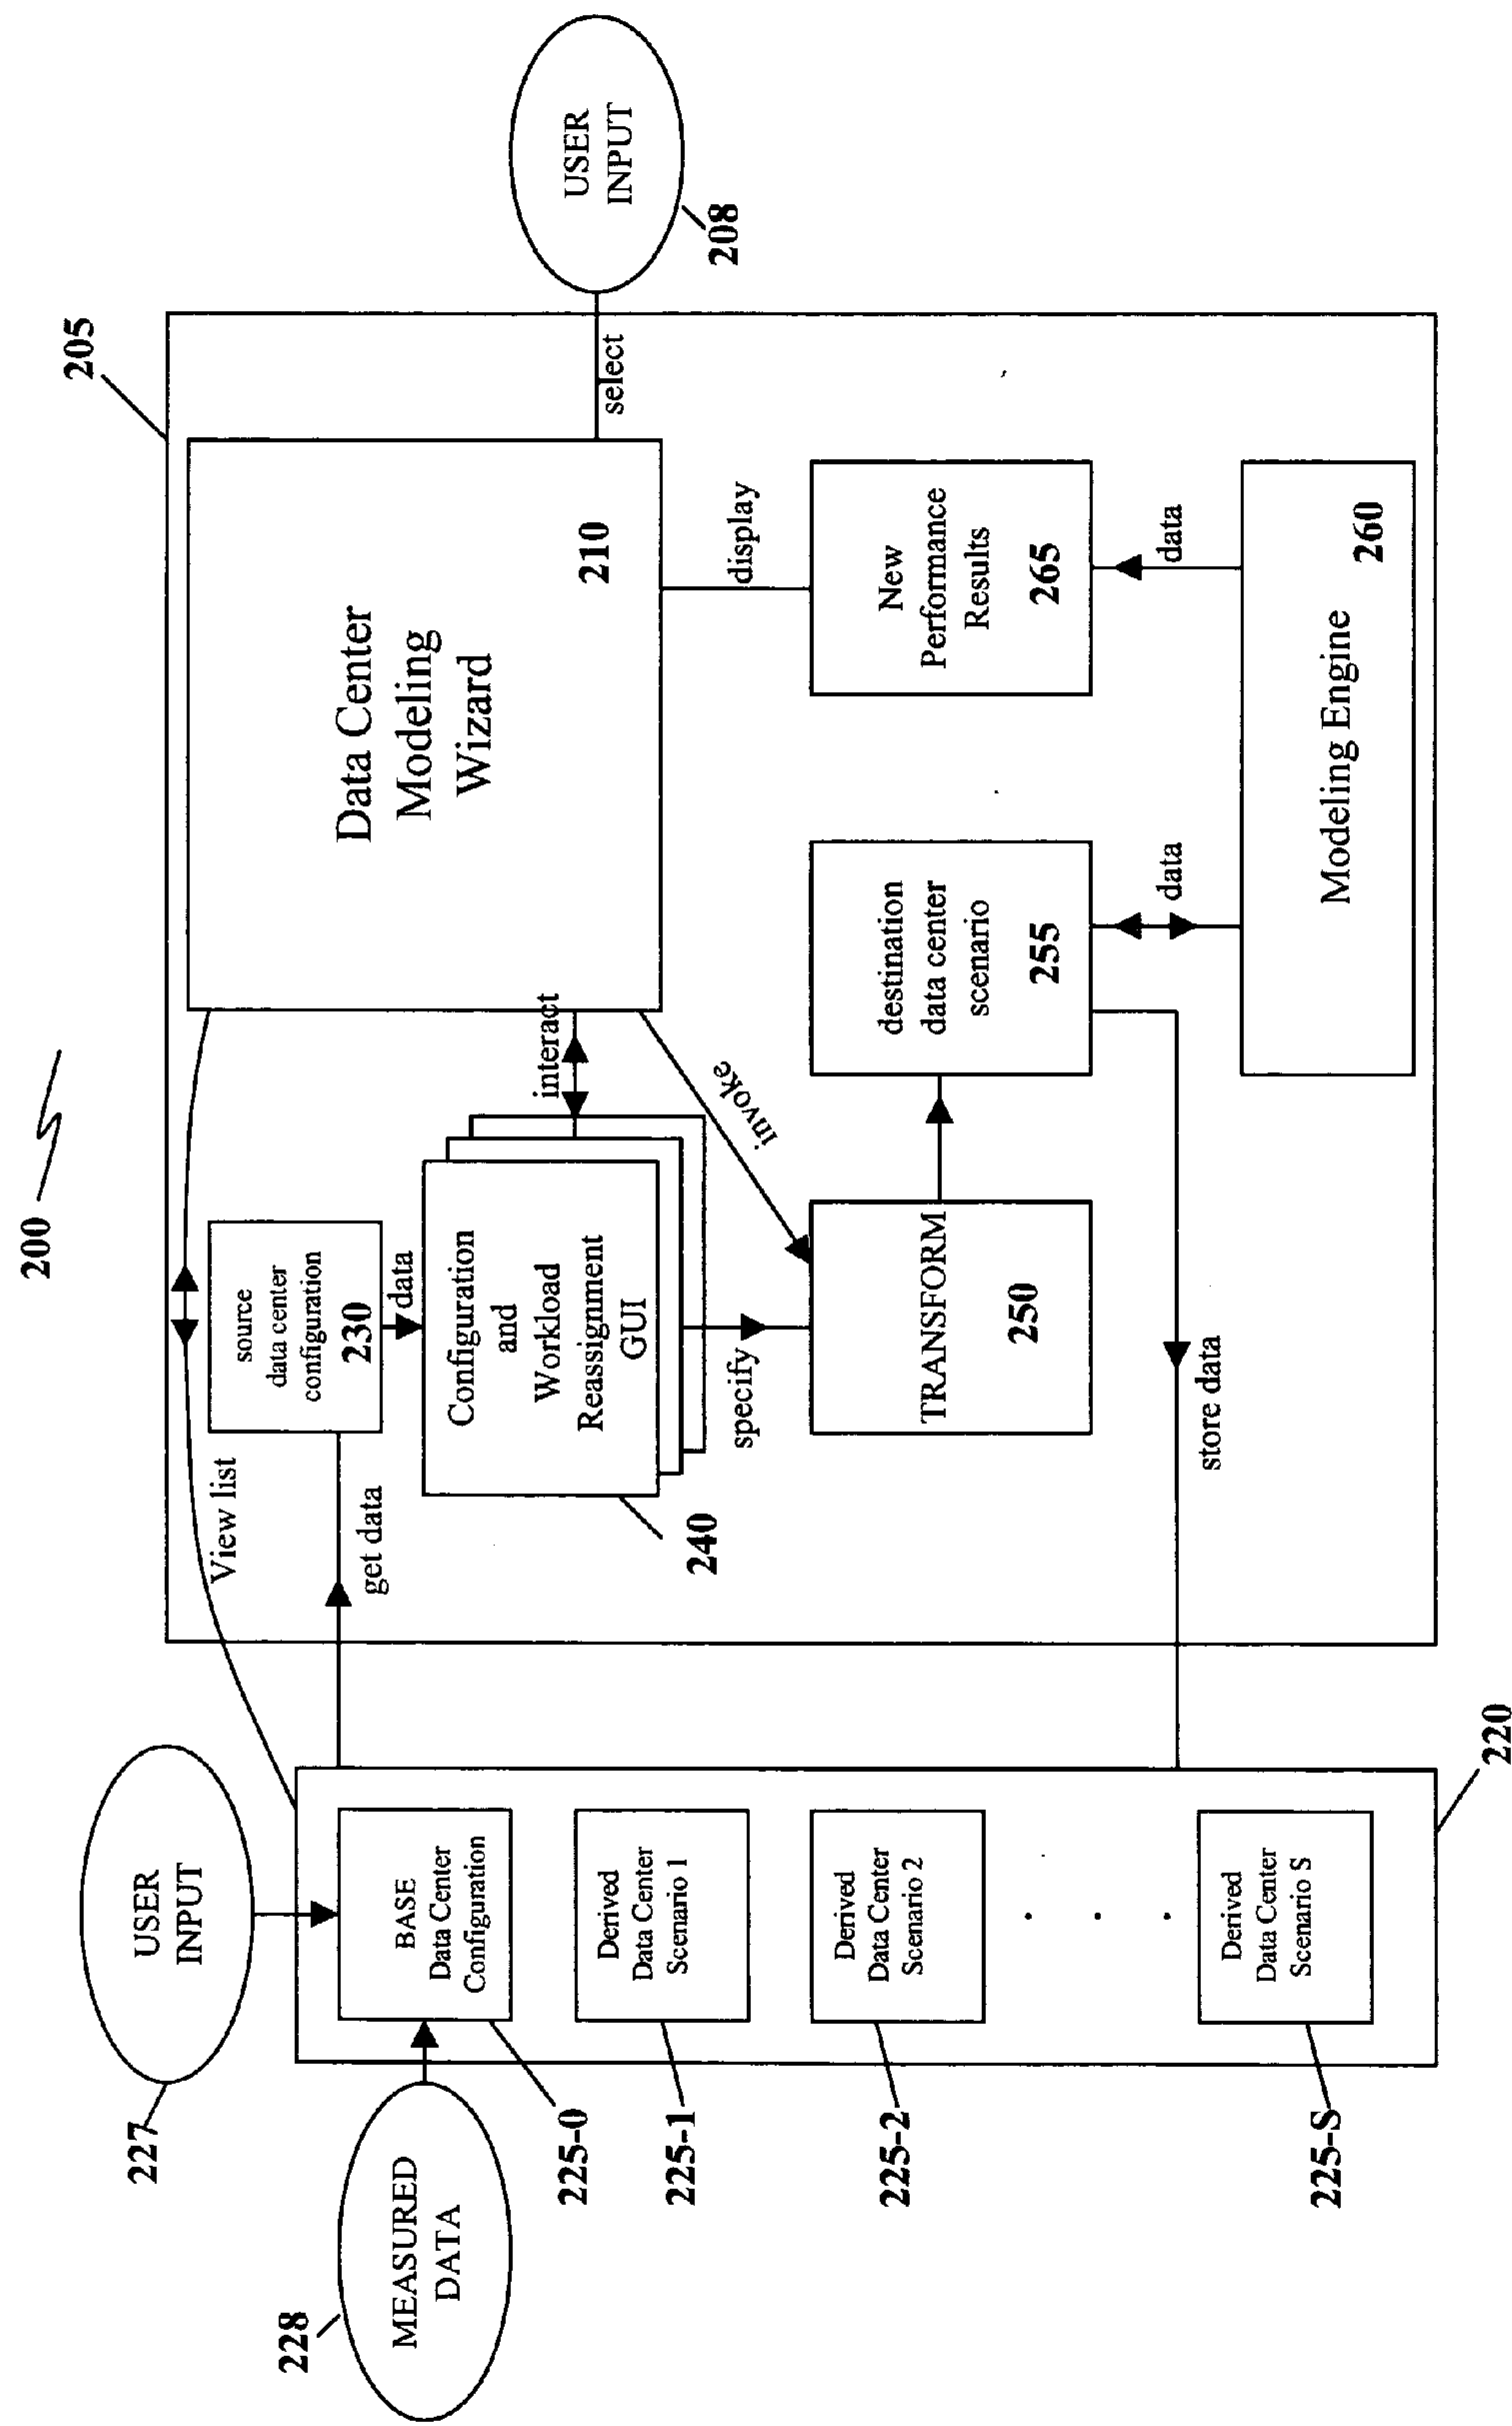 200
205
USER
INPUT
227
MEASURED
DATA
228
BASE
Data Center
Configuration
225-0
Derived
Data Center
Scenario 1
225-1
Derived
Data Center
Scenario 2
225-2
. . .
Derived
Data Center
Scenario S
225-S
220
View list
get data
source
data center
configuration
230
data
Configuration
and
Workload
Reassignment
GUI
240
interact
Data Center
Modeling
Wizard
210
select
USER
INPUT
208
specify
invoke
display
TRANSFORM
250
destination
data center
scenario
255
New
Performance
Results
265
store data
data
data
Modeling Engine
260